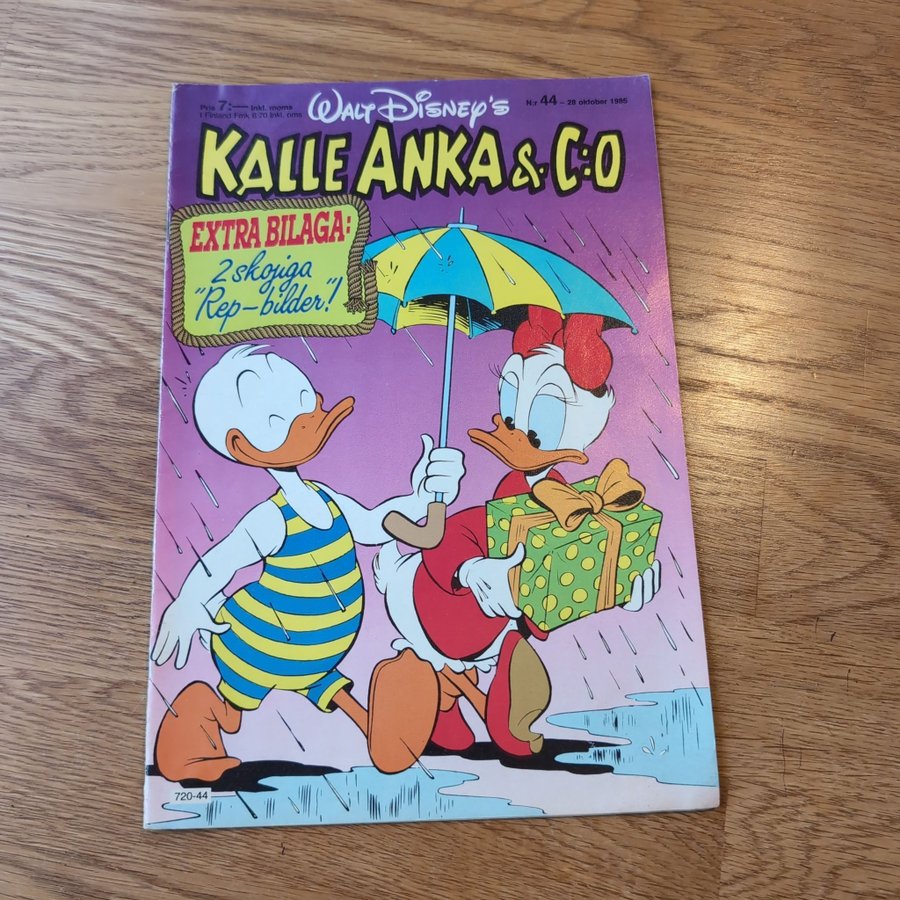 Pris 7:— Inkl. moms
I Finland Fmk 6:70 Inkl. oms
WALT DISNEY'S
N:r 44 – 28 oktober 1985
KALLE ANKA & C:O
EXTRA BILAGA:
2 skojiga
"Rep-bilder"!
720-44